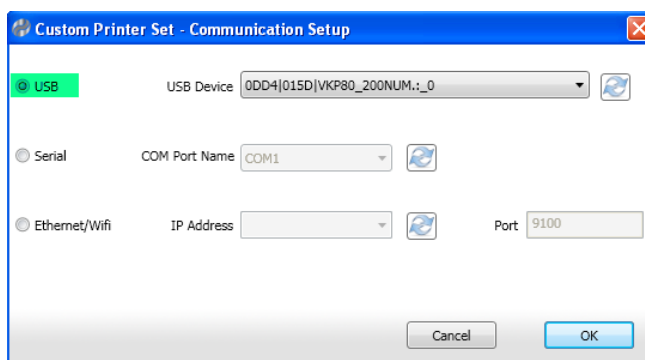 Custom Printer Set - Communication Setup
USB USB Device 0DD4|015D|VKP80_200NUM.:_0
Serial COM Port Name COM1
Ethernet/Wifi IP Address Port 9100
Cancel OK